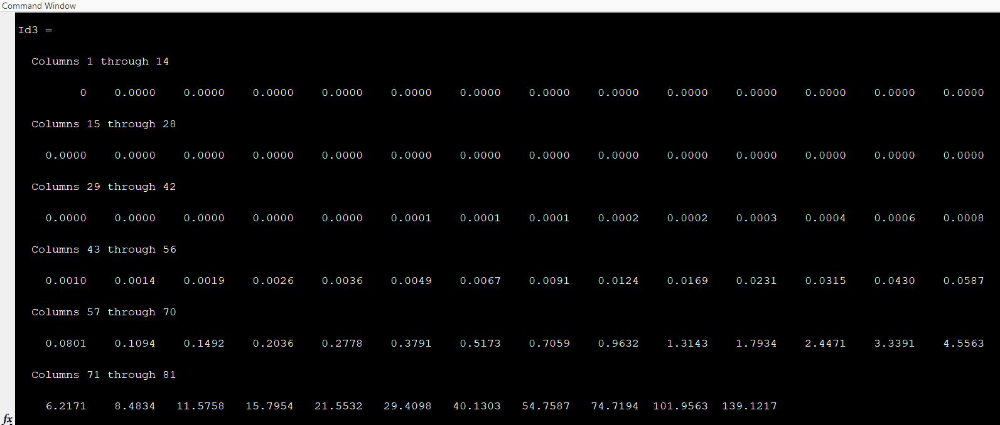 Command Window
Id3 =
Columns 1 through 14
0 0.0000 0.0000 0.0000 0.0000 0.0000 0.0000 0.0000 0.0000 0.0000 0.0000 0.0000 0.0000 0.0000
Columns 15 through 28
0.0000 0.0000 0.0000 0.0000 0.0000 0.0000 0.0000 0.0000 0.0000 0.0000 0.0000 0.0000 0.0000 0.0000
Columns 29 through 42
0.0000 0.0000 0.0000 0.0000 0.0000 0.0001 0.0001 0.0001 0.0002 0.0002 0.0003 0.0004 0.0006 0.0008
Columns 43 through 56
0.0010 0.0014 0.0019 0.0026 0.0036 0.0049 0.0067 0.0091 0.0124 0.0169 0.0231 0.0315 0.0430 0.0587
Columns 57 through 70
0.0801 0.1094 0.1492 0.2036 0.2778 0.3791 0.5173 0.7059 0.9632 1.3143 1.7934 2.4471 3.3391 4.5563
Columns 71 through 81
6.2171 8.4834 11.5758 15.7954 21.5532 29.4098 40.1303 54.7587 74.7194 101.9563 139.1217
fx